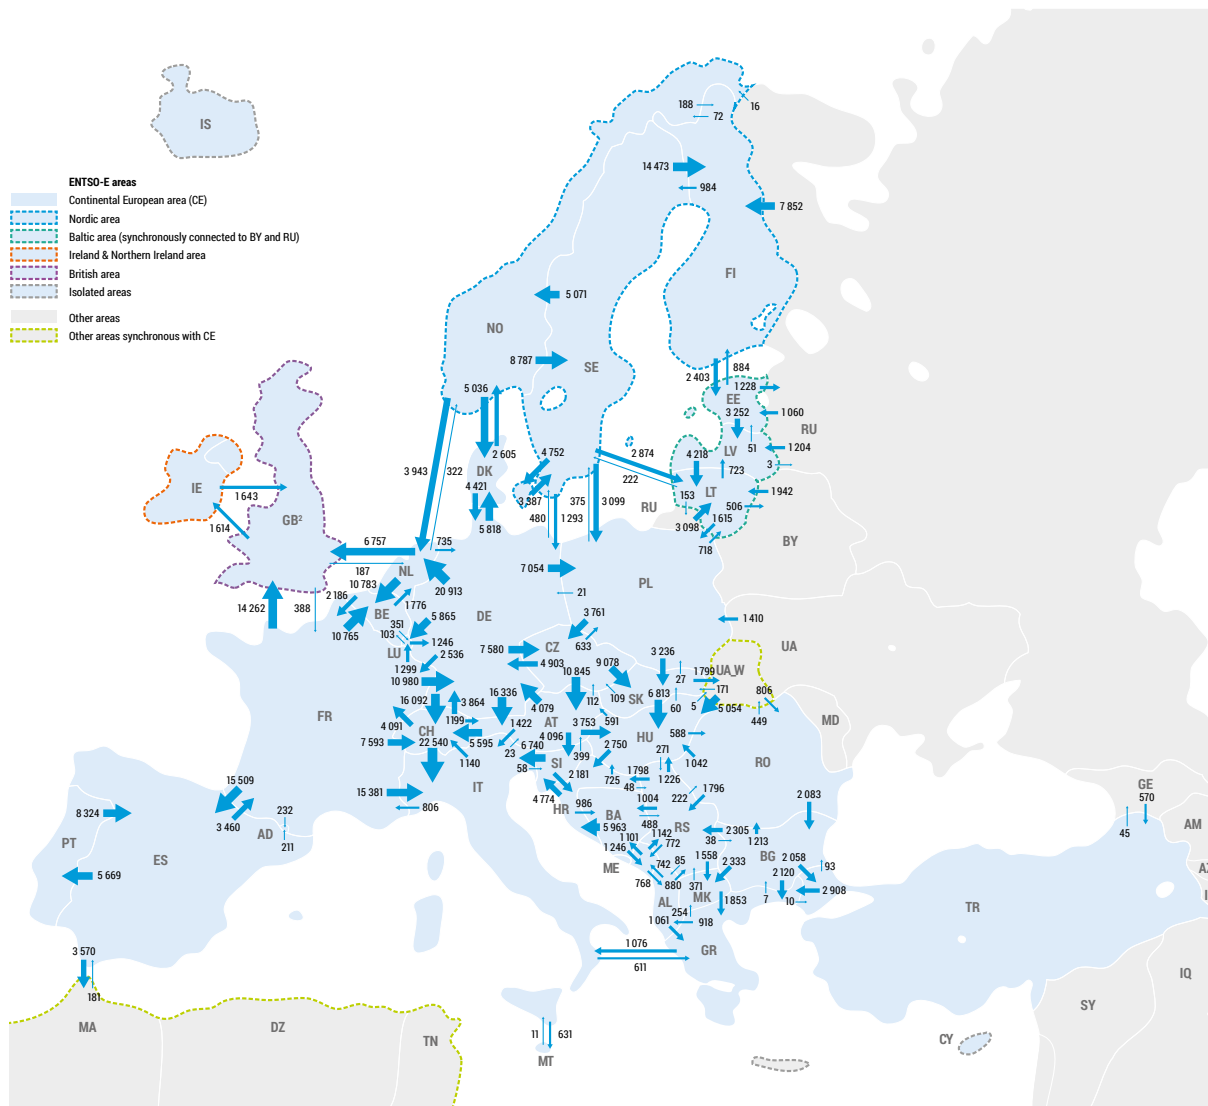 IS
ENTSO-E areas
Continental European area (CE)
Nordic area
Baltic area (synchronously connected to BY and RU)
Ireland & Northern Ireland area
British area
Isolated areas
Other areas
Other areas synchronous with CE
188
72
16
14 473
984
7 852
FI
5 071
NO
8 787
SE
5 036
2 403
884
1 228
EE
3 252
1 060
RU
51
1 204
LV
3
4 218
723
2 605
4 752
2 874
222
3 943
322
DK
4 421
3 387
375
3 099
153
LT
1 942
506
RU
3 098
1 615
718
BY
480
1 293
5 818
IE
1 643
GB²
1 614
6 757
735
187
NL
20 913
7 054
PL
21
10 783
2 186
388
14 262
1 776
BE
10 765
DE
5 865
351
103
1 246
LU
2 536
1 299
3 761
633
CZ
7 580
4 903
1 410
UA
UA_W
3 236
1 799
27
171
806
5 054
449
5
MD
9 078
10 845
109
112
SK
6 813
60
10 980
16 092
3 864
16 336
4 079
FR
4 091
1199
1 422
AT
3 753
591
HU
588
CH
7 593
22 540
5 595
1140
23
6 740
4 096
399
2 750
271
1 042
RO
58
SI
2 181
725
1798
48
1 226
IT
15 381
806
4 774
HR
986
BA
1004
222
1 796
488
RS
5 963
2 083
15 509
3 460
232
AD
211
8 324
PT
ES
5 669
1 101
1 142
772
1 246
ME
2 305
38
1 213
BG
742
85
1 558
2 333
2 058
93
2 120
768
880
371
MK
7
10
2 908
AL
254
1 853
918
1 061
GR
1 076
611
GE
570
45
AM
TR
IQ
SY
CY
3 570
181
MA
DZ
TN
11
631
MT